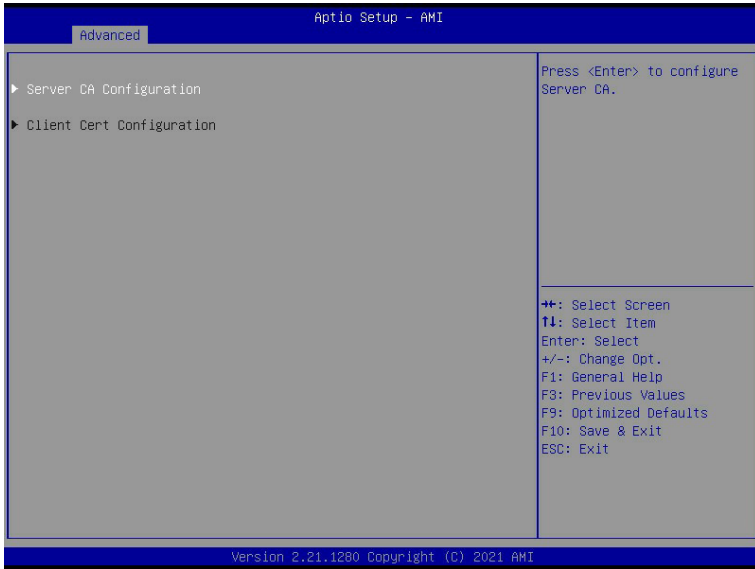 Aptio Setup – AMI
Advanced
▶ Server CA Configuration
▶ Client Cert Configuration
Press <Enter> to configure
Server CA.
→←: Select Screen
↑↓: Select Item
Enter: Select
+/-: Change Opt.
F1: General Help
F3: Previous Values
F9: Optimized Defaults
F10: Save & Exit
ESC: Exit
Version 2.21.1280 Copyright (C) 2021 AMI